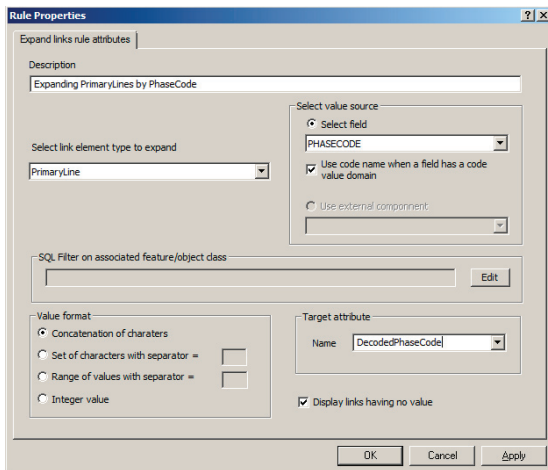 Rule Properties
Expand links rule attributes
Description
Expanding PrimaryLines by PhaseCode
Select value source
Select field
PHASECODE
Select link element type to expand
PrimaryLine
Use code name when a field has a code
value domain
Use external component
SQL Filter on associated feature/object class
Edit
Value format
Concatenation of charaters
Set of characters with separator =
Range of values with separator =
Integer value
Target attribute
Name DecodedPhaseCode
Display links having no value
OK Cancel Apply